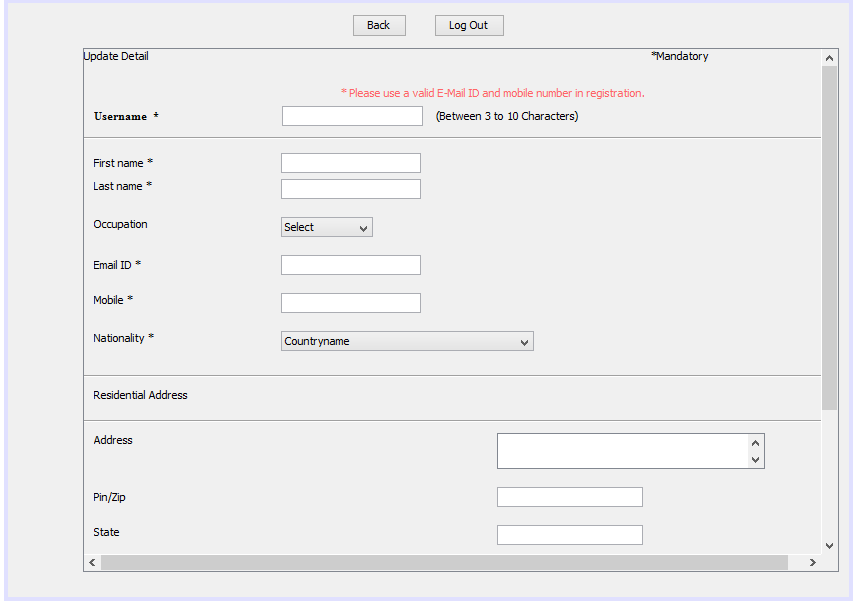 Back Log Out
Update Detail *Mandatory
* Please use a valid E-Mail ID and mobile number in registration.
Username * (Between 3 to 10 Characters)
First name *
Last name *
Occupation Select
Email ID *
Mobile *
Nationality * Countryname
Residential Address
Address
Pin/Zip
State